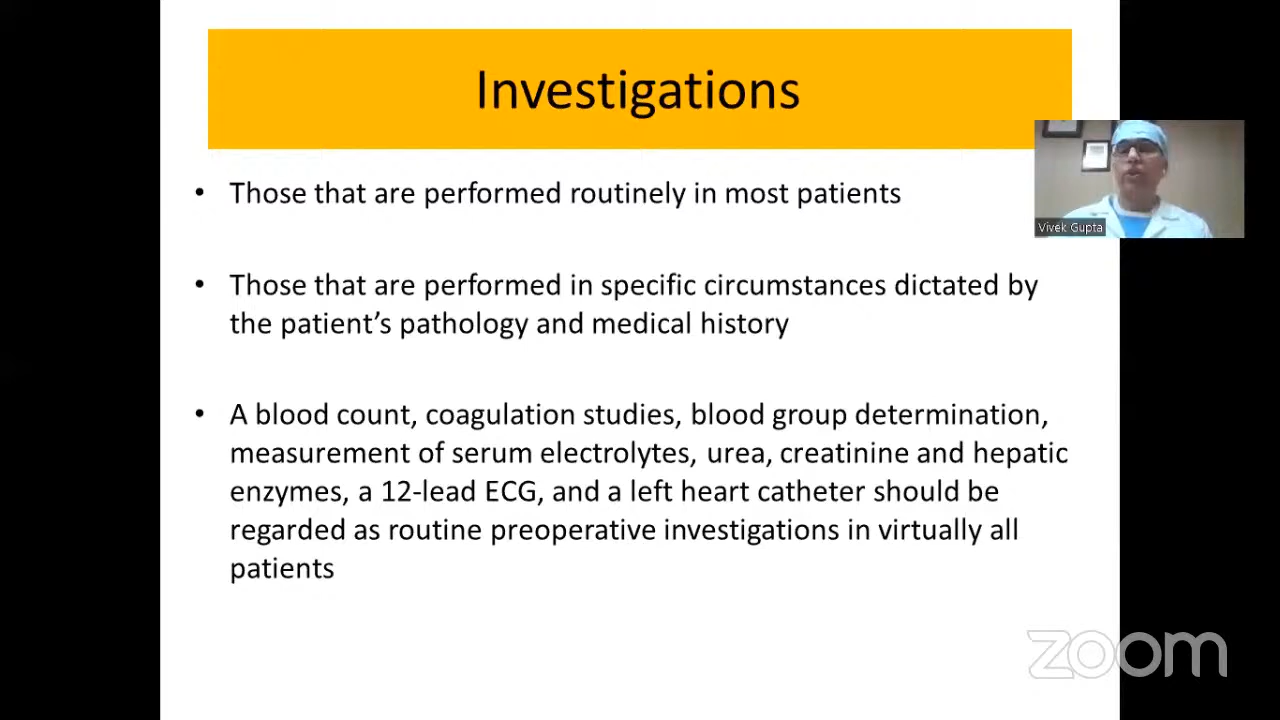 Investigations
• Those that are performed routinely in most patients
Vivek Gupta
• Those that are performed in specific circumstances dictated by
the patient’s pathology and medical history
• A blood count, coagulation studies, blood group determination,
measurement of serum electrolytes, urea, creatinine and hepatic
enzymes, a 12-lead ECG, and a left heart catheter should be
regarded as routine preoperative investigations in virtually all
patients
zoom